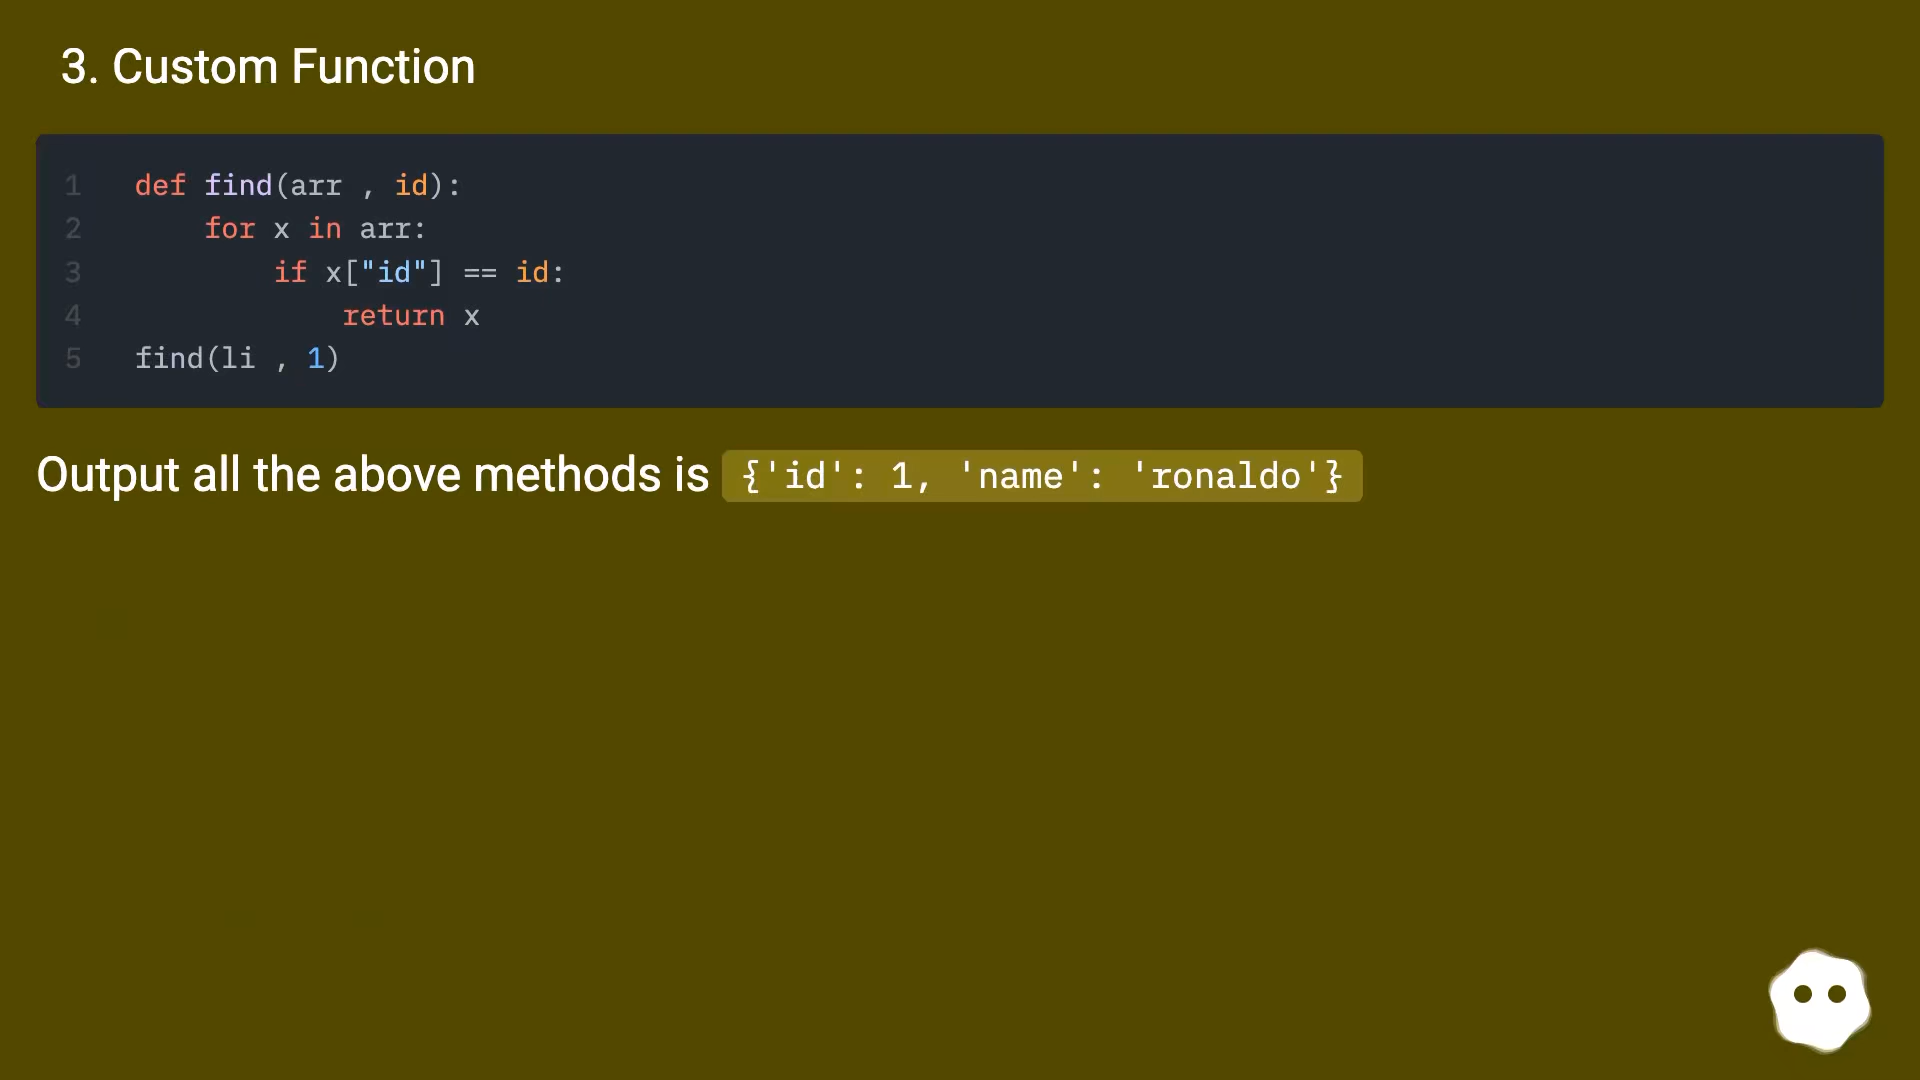 3. Custom Function
1 def find(arr , id):
2 for x in arr:
3 if x["id"] == id:
4 return x
5 find(li , 1)
Output all the above methods is {'id': 1, 'name': 'ronaldo'}